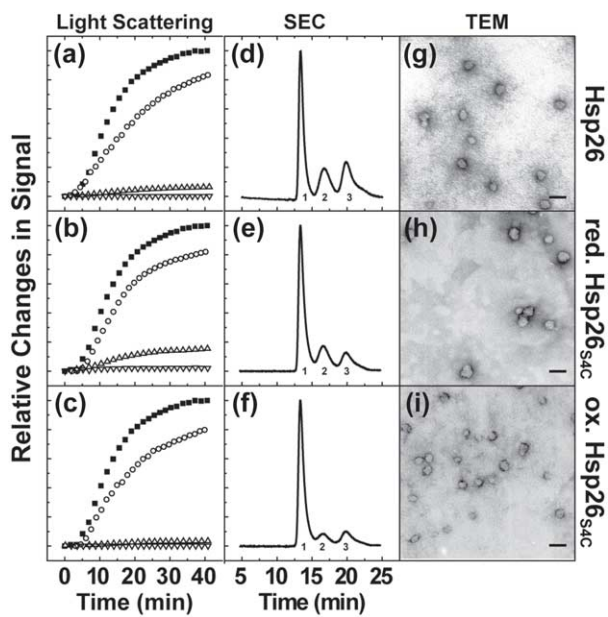 Light Scattering SEC TEM
(a) (d) (g)
1 2 3
(b) (e) (h)
1 2 3
(c) (f) (i)
1 2 3
0 10 20 30 40 5 10 15 20 25
Time (min) Time (min)
Relative Changes in Signal
Hsp26
red. Hsp26S4C
ox. Hsp26S4C